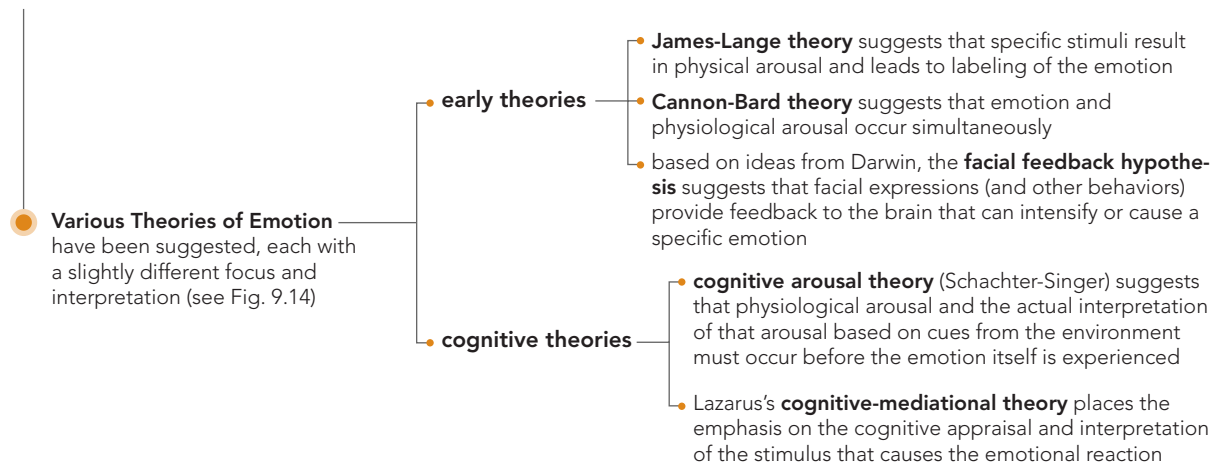 Various Theories of Emotion
have been suggested, each with
a slightly different focus and
interpretation (see Fig. 9.14)
early theories
James-Lange theory suggests that specific stimuli result
in physical arousal and leads to labeling of the emotion
Cannon-Bard theory suggests that emotion and
physiological arousal occur simultaneously
based on ideas from Darwin, the facial feedback hypothe-
sis suggests that facial expressions (and other behaviors)
provide feedback to the brain that can intensify or cause a
specific emotion
cognitive theories
cognitive arousal theory (Schachter-Singer) suggests
that physiological arousal and the actual interpretation
of that arousal based on cues from the environment
must occur before the emotion itself is experienced
Lazarus's cognitive-mediational theory places the
emphasis on the cognitive appraisal and interpretation
of the stimulus that causes the emotional reaction